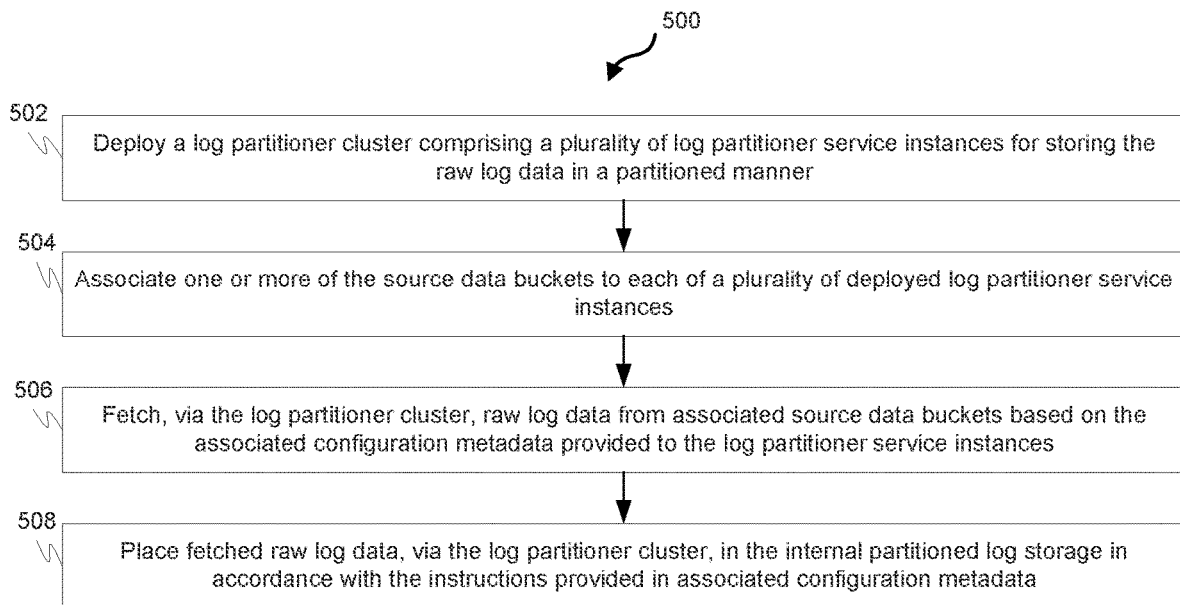 500
502
Deploy a log partitioner cluster comprising a plurality of log partitioner service instances for storing the
raw log data in a partitioned manner
504
Associate one or more of the source data buckets to each of a plurality of deployed log partitioner service
instances
506
Fetch, via the log partitioner cluster, raw log data from associated source data buckets based on the
associated configuration metadata provided to the log partitioner service instances
508
Place fetched raw log data, via the log partitioner cluster, in the internal partitioned log storage in
accordance with the instructions provided in associated configuration metadata